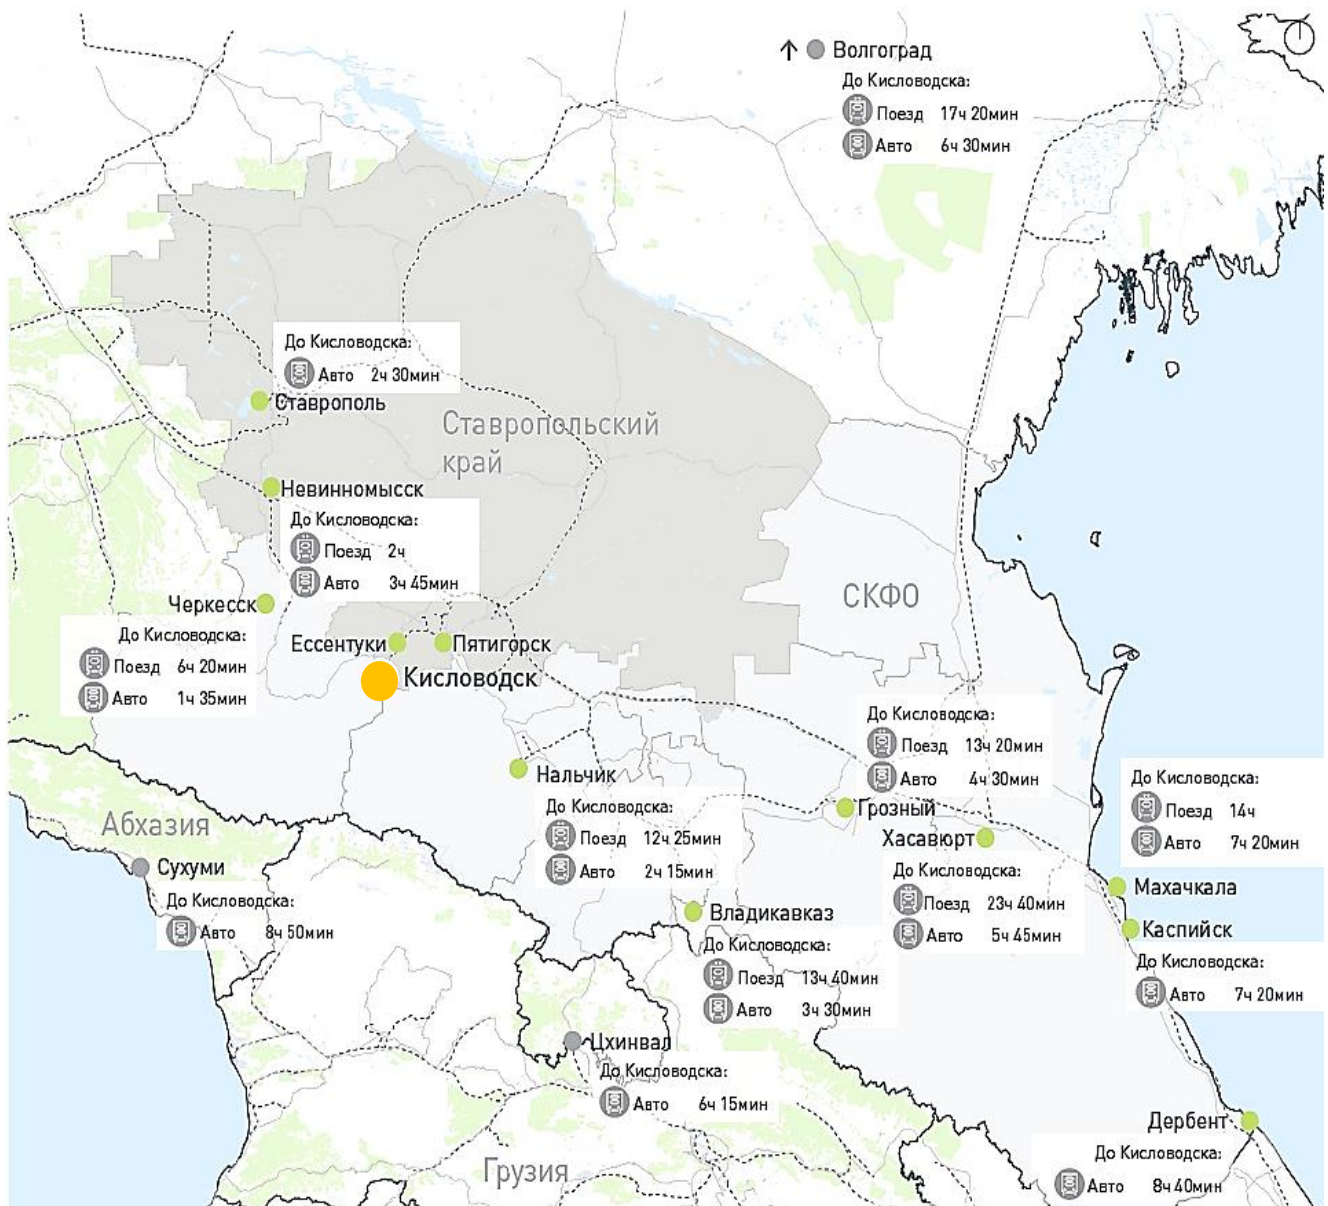 Волгоград
До Кисловодска:
Поезд 17ч 20мин
Авто 6ч 30мин
До Кисловодска:
Авто 2ч 30мин
Ставрополь
Ставропольский
край
Невинномысск
До Кисловодска:
Поезд 2ч
Авто 3ч 45мин
СКФО
Черкесск
До Кисловодска:
Поезд 6ч 20мин
Авто 1ч 35мин
Ессентуки
Пятигорск
Кисловодск
До Кисловодска:
Поезд 13ч 20мин
Авто 4ч 30мин
Грозный
Нальчик
До Кисловодска:
Поезд 12ч 25мин
Авто 2ч 15мин
До Кисловодска:
Поезд 14ч
Авто 7ч 20мин
Махачкала
Хасавюрт
До Кисловодска:
Поезд 23ч 40мин
Авто 5ч 45мин
Абхазия
Сухуми
До Кисловодска:
Авто 8ч 50мин
Владикавказ
До Кисловодска:
Поезд 13ч 40мин
Авто 3ч 30мин
Каспийск
До Кисловодска:
Авто 7ч 20мин
Цхинвал
До Кисловодска:
Авто 6ч 15мин
Грузия
Дербент
До Кисловодска:
Авто 8ч 40мин